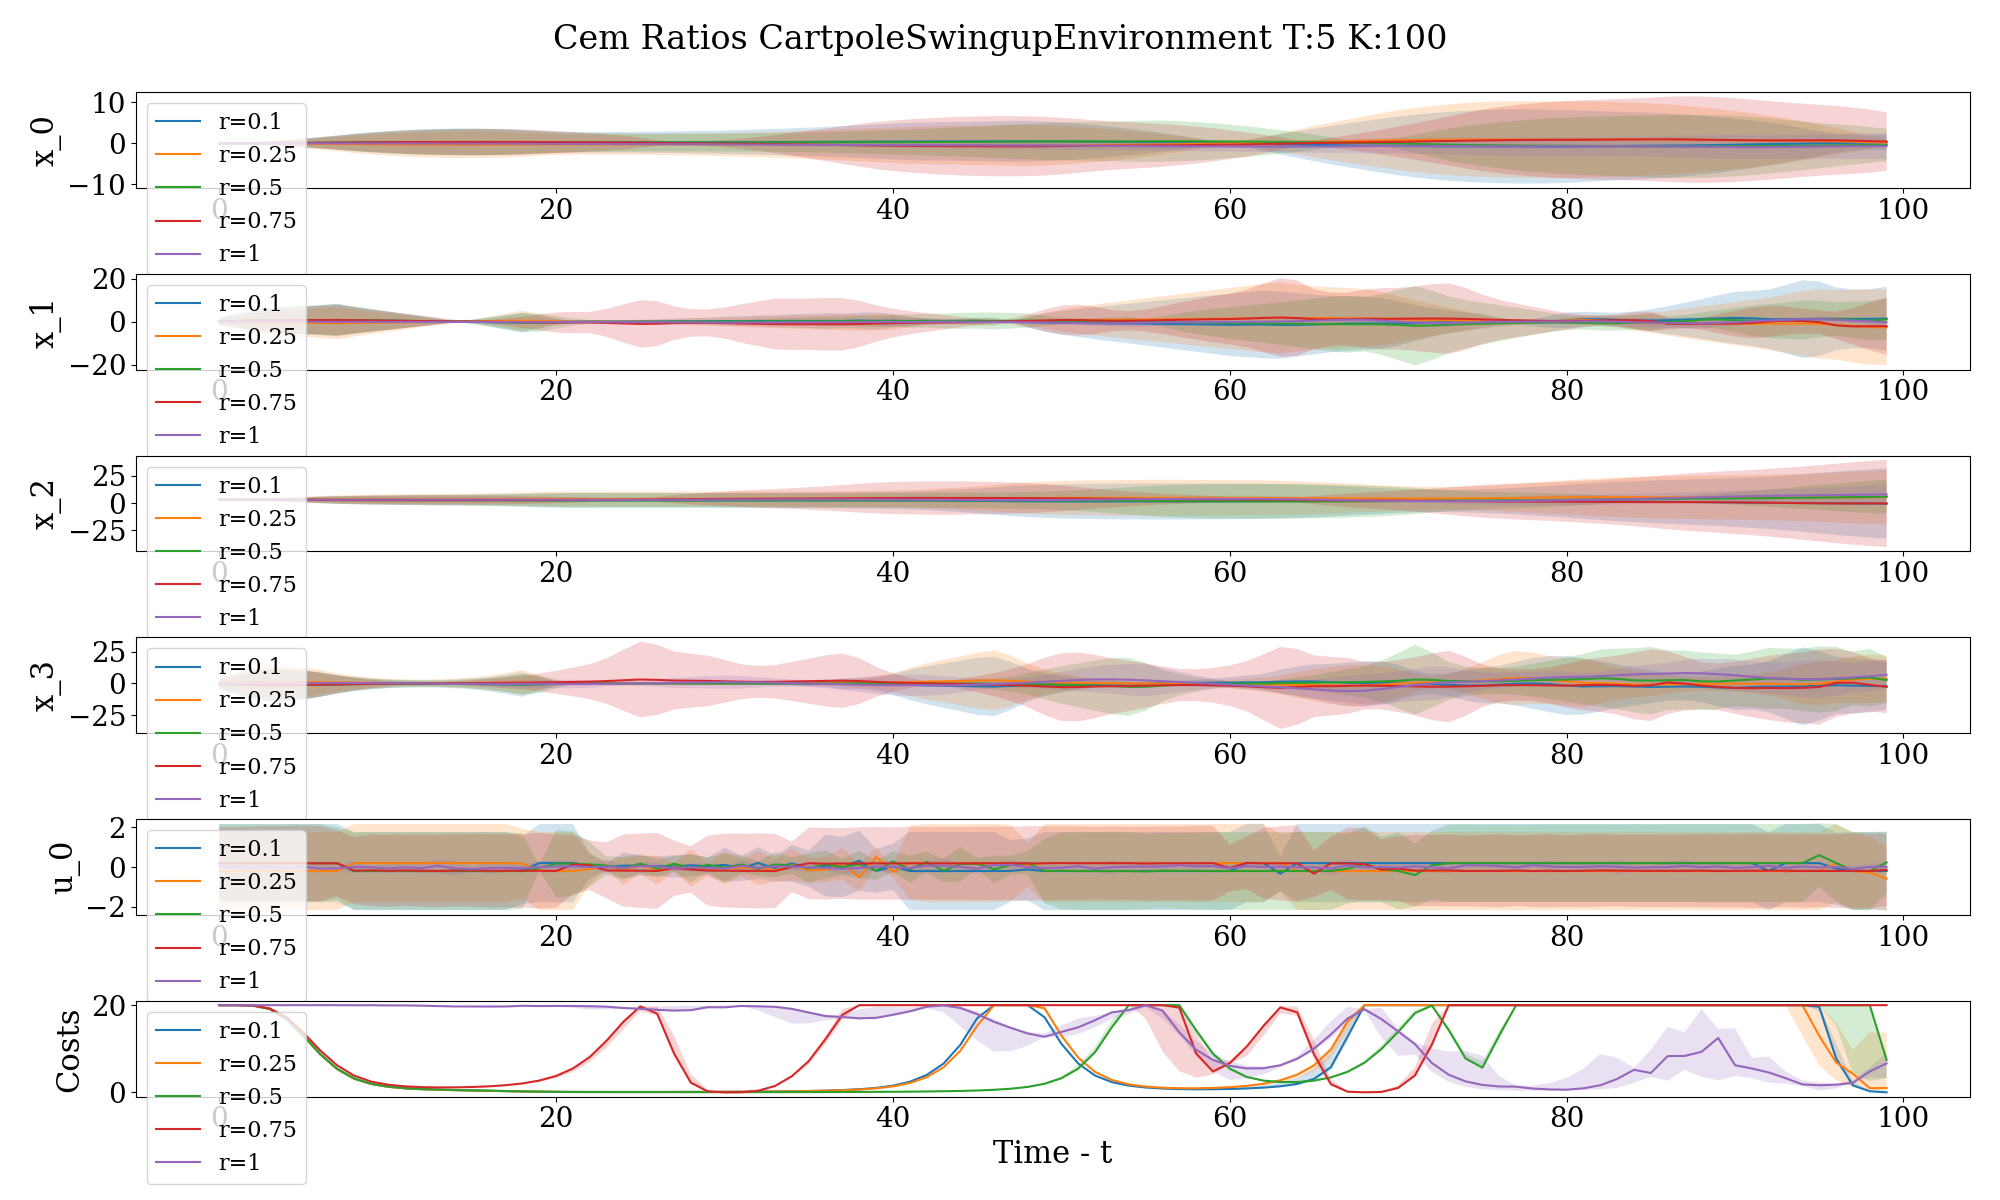 Cem Ratios CartpoleSwingupEnvironment T:5 K:100
x_0
10
0
−10
r=0.1
r=0.25
r=0.5
r=0.75
r=1
0 20 40 60 80 100
x_1
20
0
−20
r=0.1
r=0.25
r=0.5
r=0.75
r=1
0 20 40 60 80 100
x_2
25
0
−25
r=0.1
r=0.25
r=0.5
r=0.75
r=1
0 20 40 60 80 100
x_3
25
0
−25
r=0.1
r=0.25
r=0.5
r=0.75
r=1
0 20 40 60 80 100
u_0
2
0
−2
r=0.1
r=0.25
r=0.5
r=0.75
r=1
0 20 40 60 80 100
Costs
20
0
r=0.1
r=0.25
r=0.5
r=0.75
r=1
0 20 40 60 80 100
Time - t